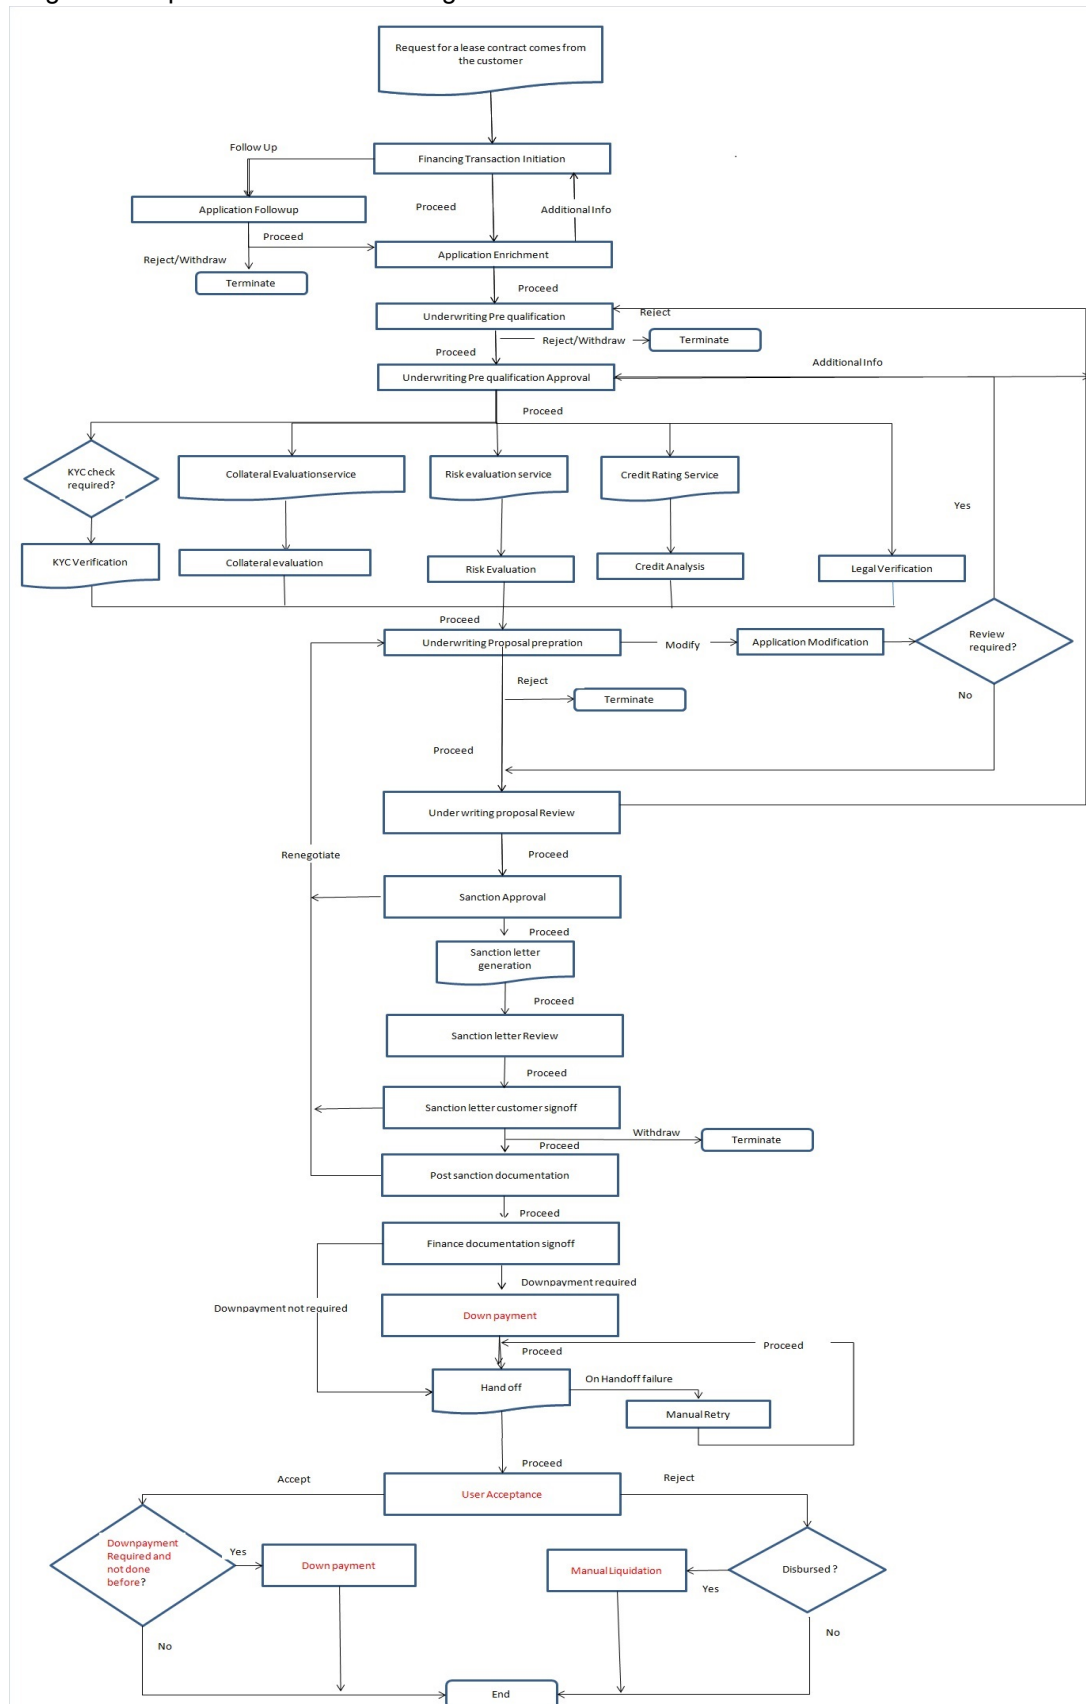 Request for a lease contract comes from
the customer
Follow Up
Financing Transaction Initiation
Application Followup
Proceed
Additional Info
Proceed
Application Enrichment
Reject/Withdraw
Terminate
Proceed
Underwriting Pre qualification
Reject
Reject/Withdraw
Terminate
Proceed
Additional Info
Underwriting Pre qualification Approval
Proceed
KYC check
required?
Collateral Evaluation service
Risk evaluation service
Credit Rating Service
Yes
KYC Verification
Collateral evaluation
Risk Evaluation
Credit Analysis
Legal Verification
Proceed
Underwriting Proposal prepration
Modify
Application Modification
Review
required?
Reject
Terminate
No
Proceed
Under writing proposal Review
Renegotiate
Proceed
Sanction Approval
Proceed
Sanction letter
generation
Proceed
Sanction letter Review
Proceed
Sanction letter customer signoff
Withdraw
Terminate
Proceed
Post sanction documentation
Proceed
Finance documentation signoff
Downpayment required
Downpayment not required
Down payment
Proceed
Proceed
Hand off
On Handoff failure
Manual Retry
Proceed
Accept
User Acceptance
Reject
Downpayment
Required and
not done
before?
Yes
Down payment
Manual Liquidation
Yes
Disbursed ?
No
No
End